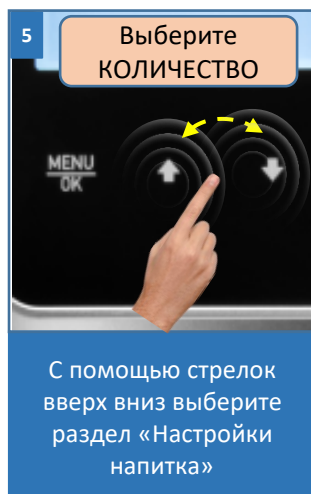 5
Выберите
КОЛИЧЕСТВО
MENU
OK
С помощью стрелок
вверх вниз выберите
раздел «Настройки
напитка»